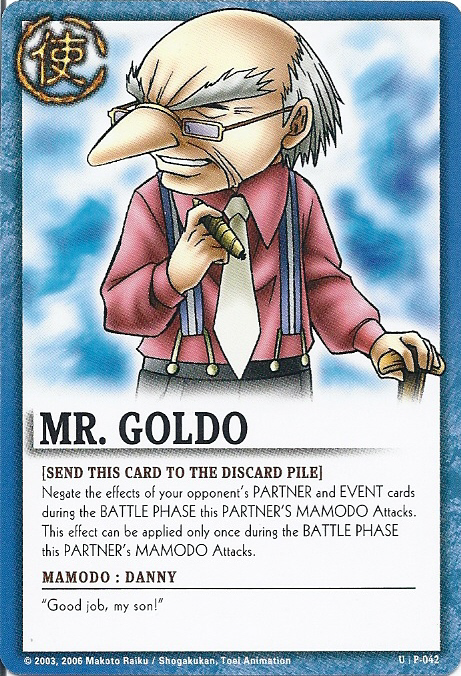 使
MR. GOLDO
[SEND THIS CARD TO THE DISCARD PILE]
Negate the effects of your opponent's PARTNER and EVENT cards
during the BATTLE PHASE this PARTNER'S MAMODO Attacks.
This effect can be applied only once during the BATTLE PHASE
this PARTNER's MAMODO Attacks.
MAMODO : DANNY
"Good job, my son!"
© 2003, 2006 Makoto Raiku / Shogakukan, Toei Animation U | P-042